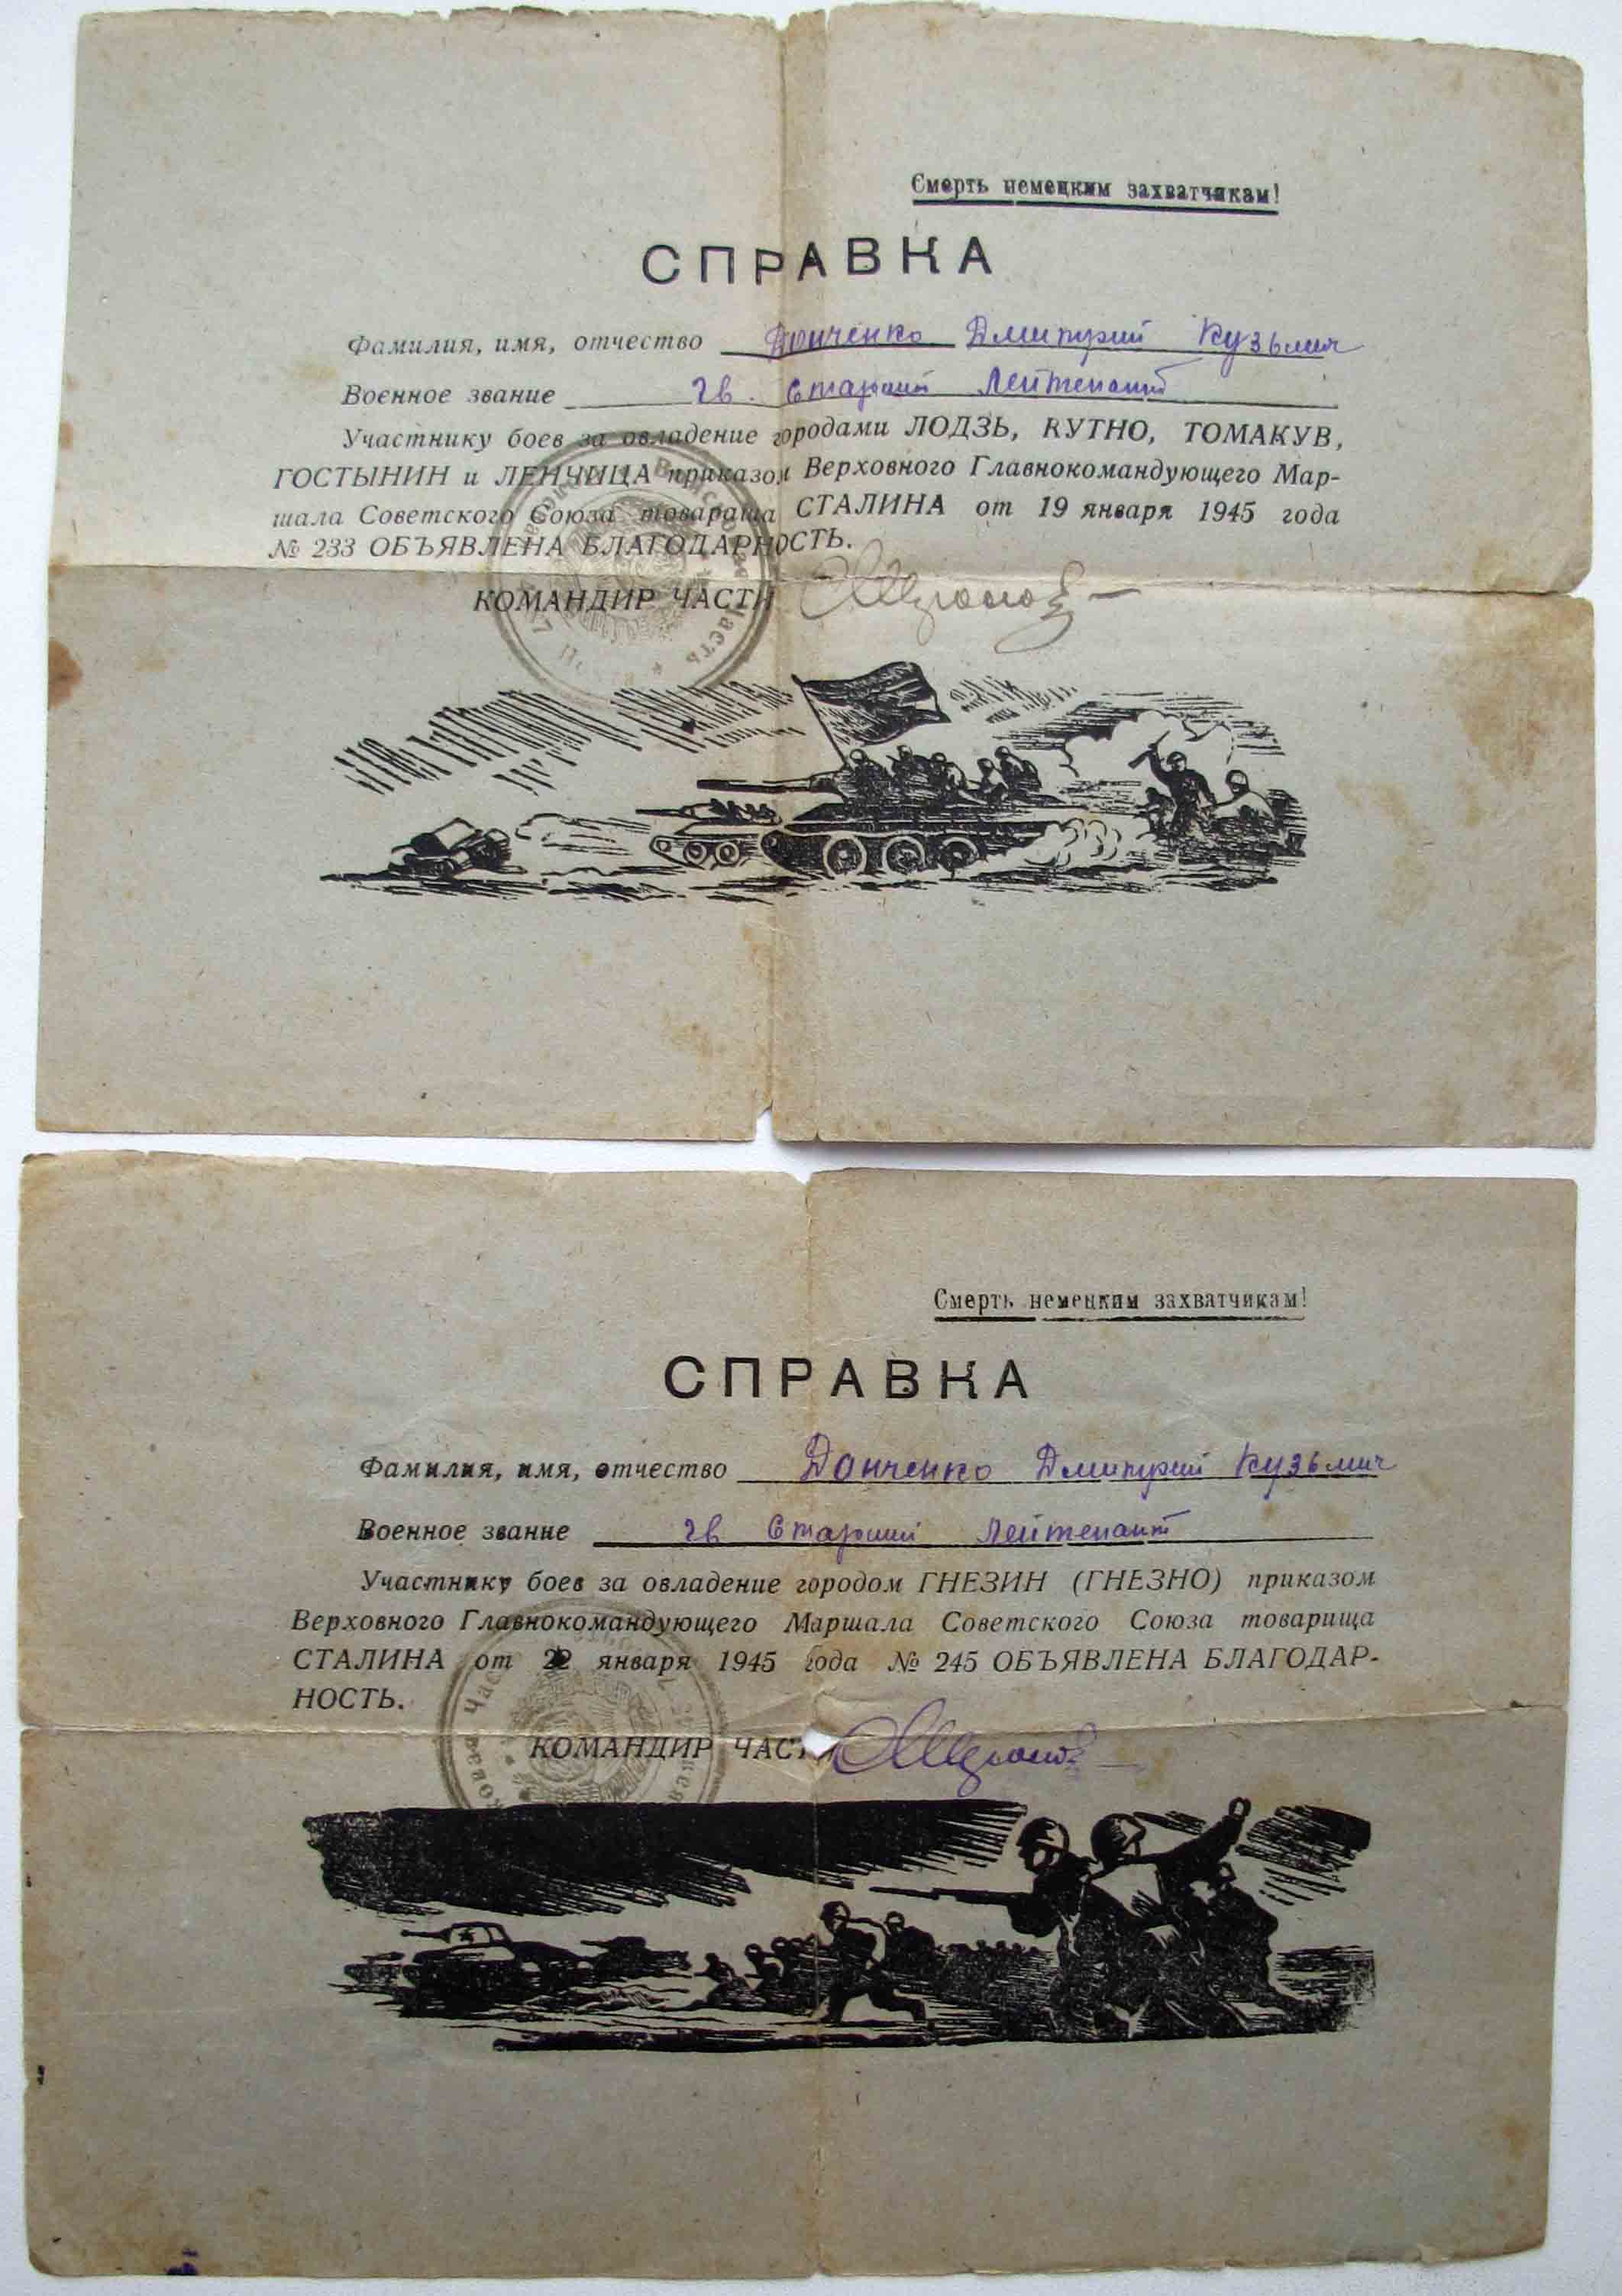 Смерть немецким захватчикам!
СПРАВКА
Фамилия, имя, отчество Донченко Дмитрий Кузьмич
Военное звание гв. Старший Лейтенант
Участнику боев за овладение городами ЛОДЗЬ, КУТНО, ТОМАКУВ,
ГОСТЫНИН и ЛЕНЧИЦА приказом Верховного Главнокомандующего Мар-
шала Советского Союза товараща СТАЛИНА от 19 января 1945 года
№ 233 ОБЪЯВЛЕНА БЛАГОДАРНОСТЬ.
КОМАНДИР ЧАСТИ
Смерть немецким захватчикам!
СПРАВКА
Фамилия, имя, отчество Донченко Дмитрий Кузьмич
Военное звание гв Старший Лейтенант
Участнику боев за овладение городом ГНЕЗИН (ГНЕЗНО) приказом
Верховного Главнокомандующего Маршала Советского Союза товарища
СТАЛИНА от 22 января 1945 года № 245 ОБЪЯВЛЕНА БЛАГОДАР-
НОСТЬ.
КОМАНДИР ЧАСТИ